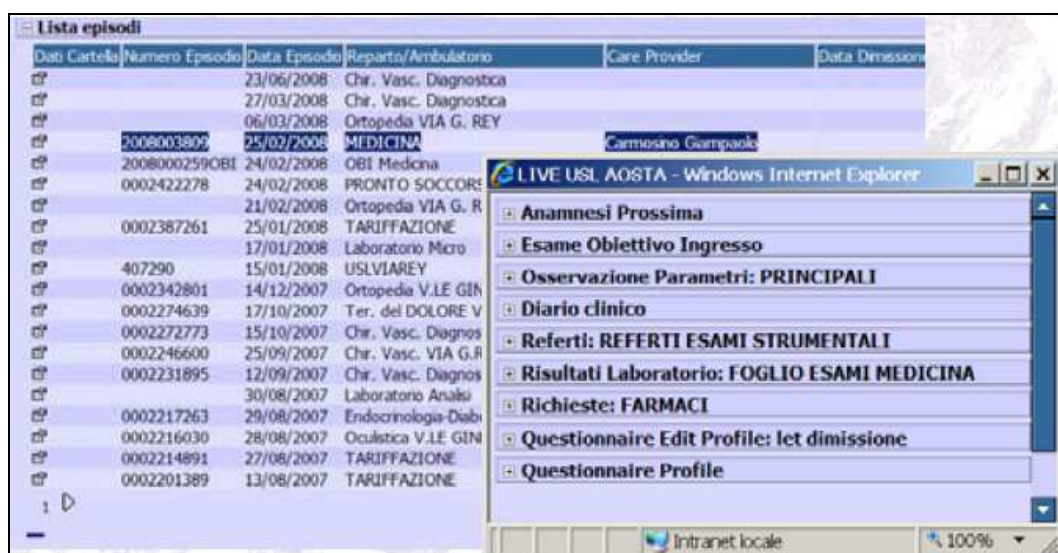 Lista episodi
Dati Cartella Numero Episodio Data Episodio Reparto/Ambulatorio Care Provider Data Dimissione
23/06/2008 Chir. Vasc. Diagnostica
27/03/2008 Chir. Vasc. Diagnostica
06/03/2008 Ortopedia VIA G. REY
2008003809 25/02/2008 MEDICINA Carmosino Giampaolo
2008000259OBI 24/02/2008 OBI Medicina
0002422278 24/02/2008 PRONTO SOCCORS
21/02/2008 Ortopedia VIA G. R
0002387261 25/01/2008 TARIFFAZIONE
17/01/2008 Laboratorio Micro
407290 15/01/2008 USLVIAREY
0002342801 14/12/2007 Ortopedia V.LE GIN
0002274639 17/10/2007 Ter. del DOLORE V
0002272773 15/10/2007 Chir. Vasc. Diagnos
0002246600 25/09/2007 Chir. Vasc. VIA G.R
0002231895 12/09/2007 Chir. Vasc. Diagnos
30/08/2007 Laboratorio Analisi
0002217263 29/08/2007 Endocrinologia-Diab
0002216030 28/08/2007 Oculistica V.LE GIN
0002214891 27/08/2007 TARIFFAZIONE
0002201389 13/08/2007 TARIFFAZIONE
1
LIVE USL AOSTA - Windows Internet Explorer
Anamnesi Prossima
Esame Obiettivo Ingresso
Osservazione Parametri: PRINCIPALI
Diario clinico
Referti: REFERTI ESAMI STRUMENTALI
Risultati Laboratorio: FOGLIO ESAMI MEDICINA
Richieste: FARMACI
Questionnaire Edit Profile: let dimissione
Questionnaire Profile
Intranet locale 100%